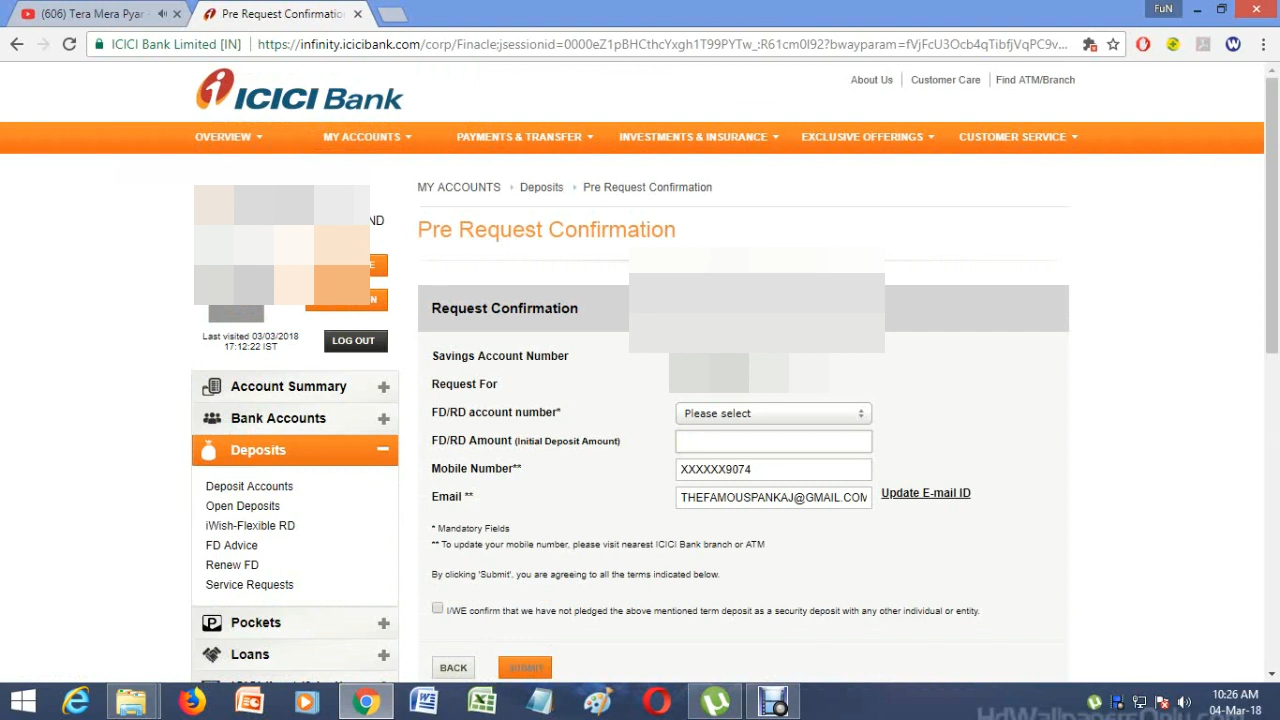 FuN
(606) Tera Mera Pyar
Pre Request Confirmatio
ICICI Bank Limited [IN]
https://infinity.icicibank.com/corp/Finacle;jsessionid=0000eZ1pBHCthcYxgh1T99PYTw_:R61cm0I92?bwayparam=fVjFcU3Ocb4qTibfjVqPC9v...
ICICI Bank
About Us
Customer Care
Find ATM/Branch
OVERVIEW
MY ACCOUNTS
PAYMENTS & TRANSFER
INVESTMENTS & INSURANCE
EXCLUSIVE OFFERINGS
CUSTOMER SERVICE
MY ACCOUNTS Deposits Pre Request Confirmation
ND
Pre Request Confirmation
E
N
Last visited 03/03/2018
17:12:22 IST
LOG OUT
Account Summary
Bank Accounts
Deposits
Deposit Accounts
Open Deposits
iWish-Flexible RD
FD Advice
Renew FD
Service Requests
Pockets
Loans
Request Confirmation
Savings Account Number
Request For
FD/RD account number* Please select
FD/RD Amount (Initial Deposit Amount)
Mobile Number** XXXXXX9074
Email ** THEFAMOUSPANKAJ@GMAIL.COM Update E-mail ID
* Mandatory Fields
** To update your mobile number, please visit nearest ICICI Bank branch or ATM
By clicking 'Submit', you are agreeing to all the terms indicated below.
I/WE confirm that we have not pledged the above mentioned term deposit as a security deposit with any other individual or entity.
BACK
SUBMIT
10:26 AM
04-Mar-18